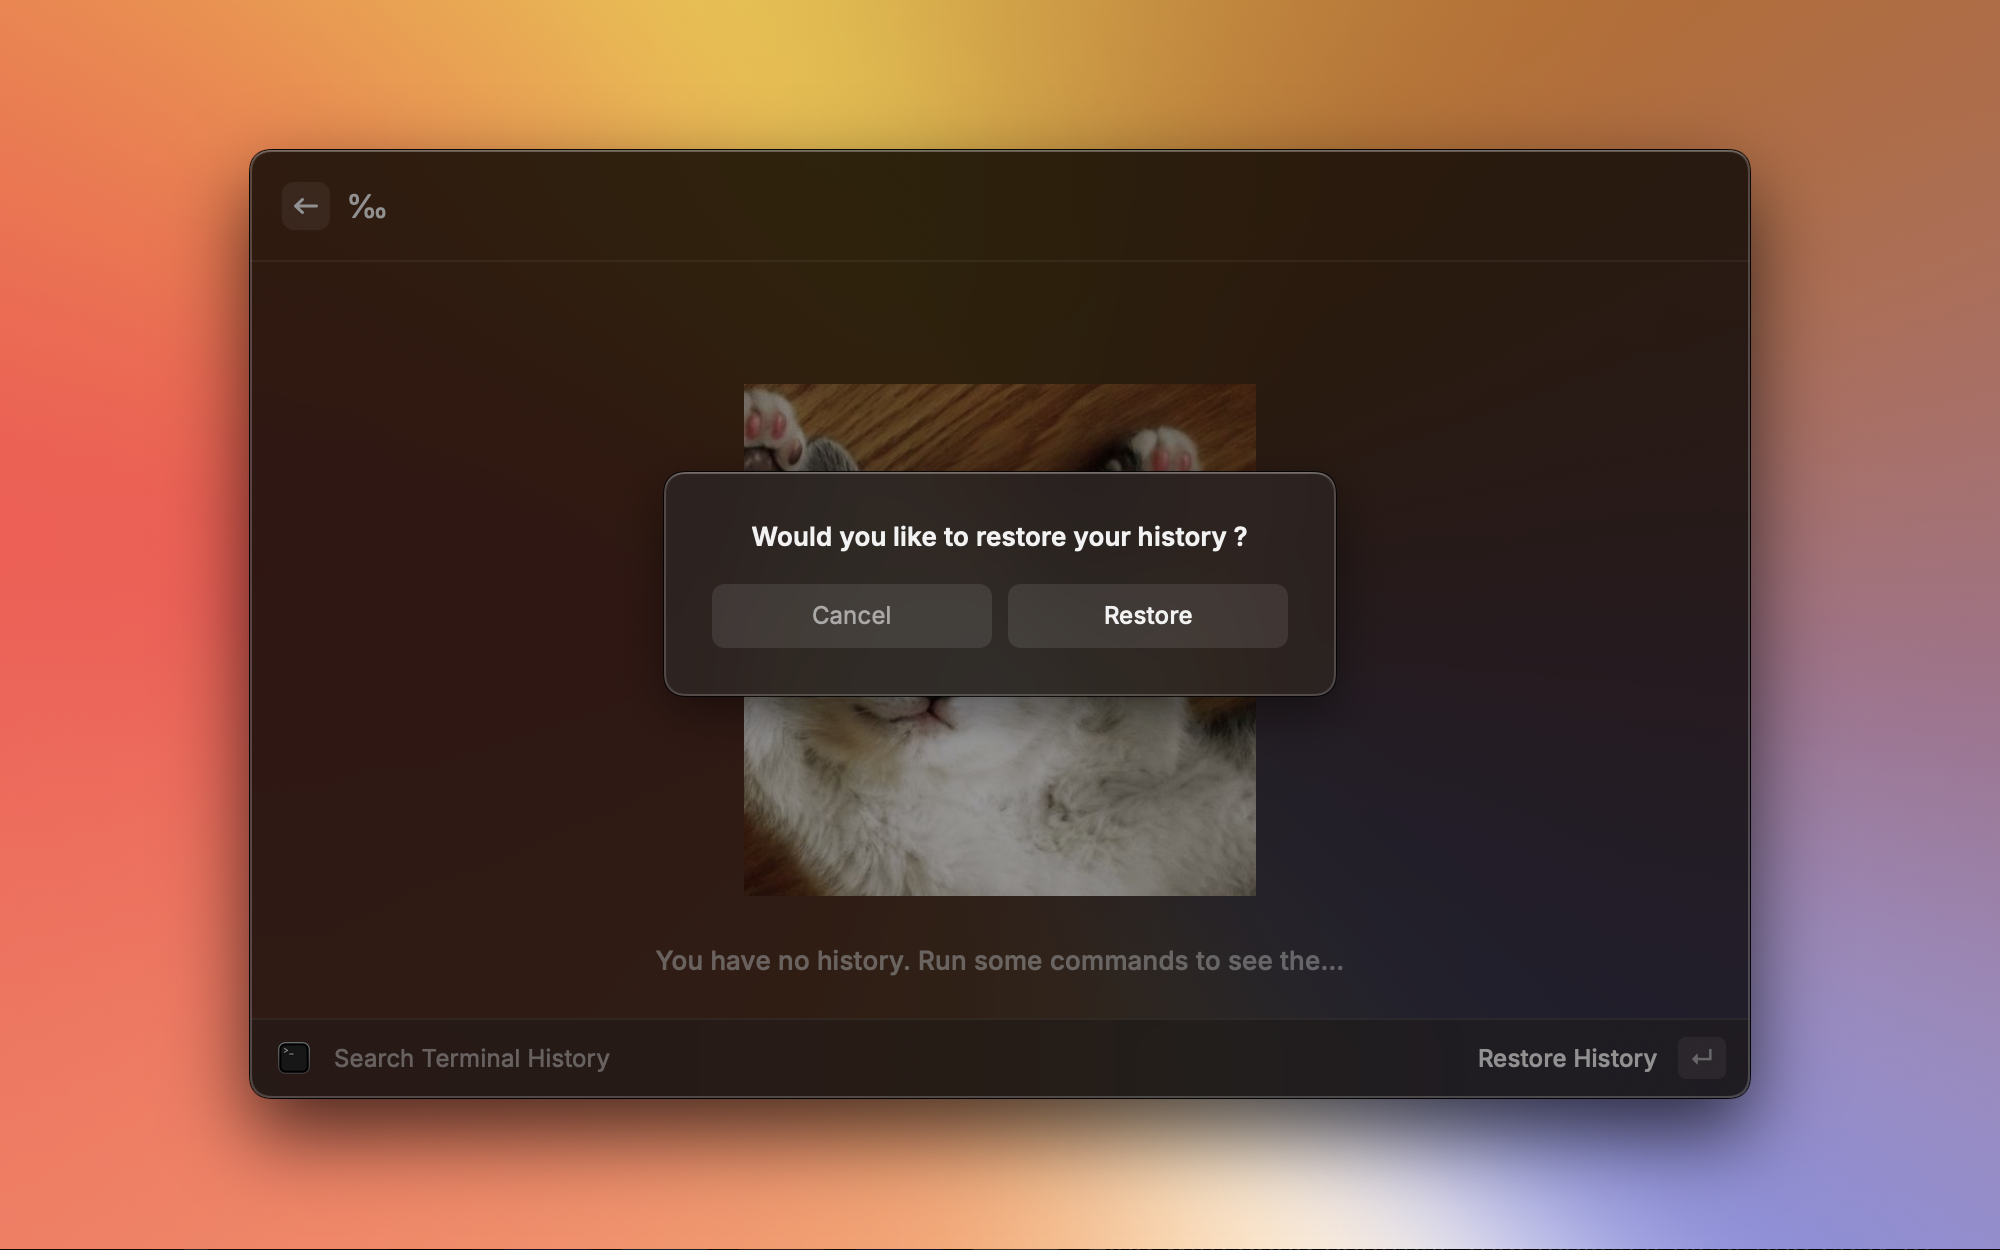 ‰
Would you like to restore your history ?
Cancel Restore
You have no history. Run some commands to see the...
>_ Search Terminal History Restore History